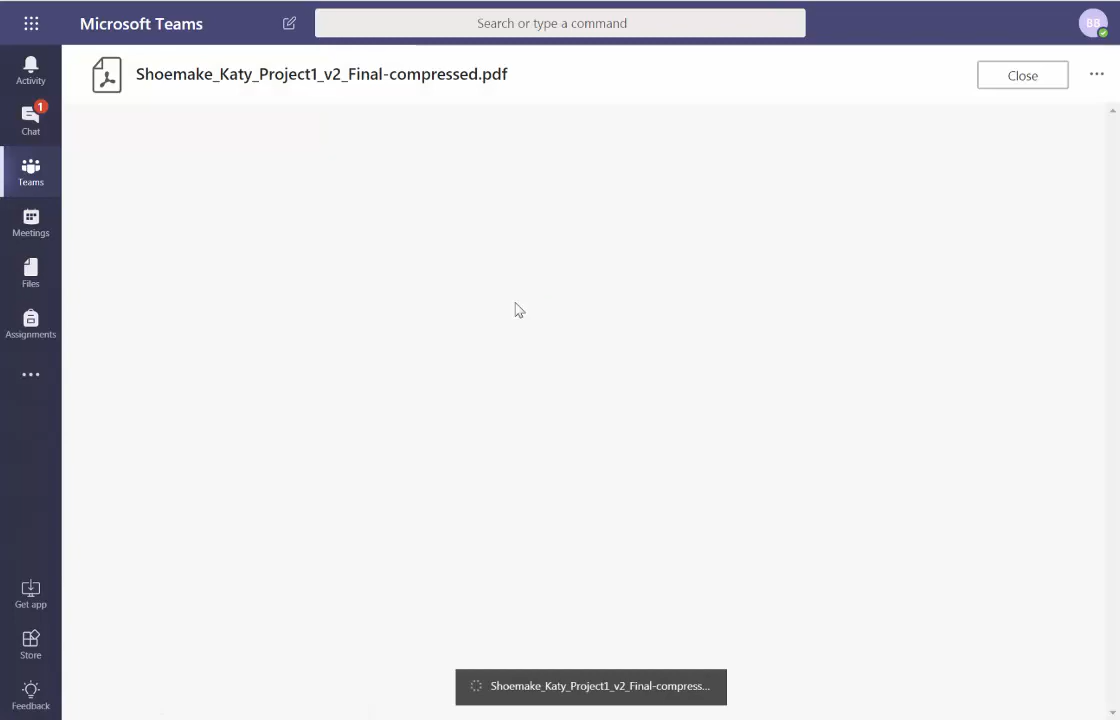 Microsoft Teams
Search or type a command
BB
Activity
Shoemake_Katy_Project1_v2_Final-compressed.pdf
Close
1
Chat
Teams
Meetings
Files
Assignments
Get app
Store
Feedback
Shoemake_Katy_Project1_v2_Final-compress...